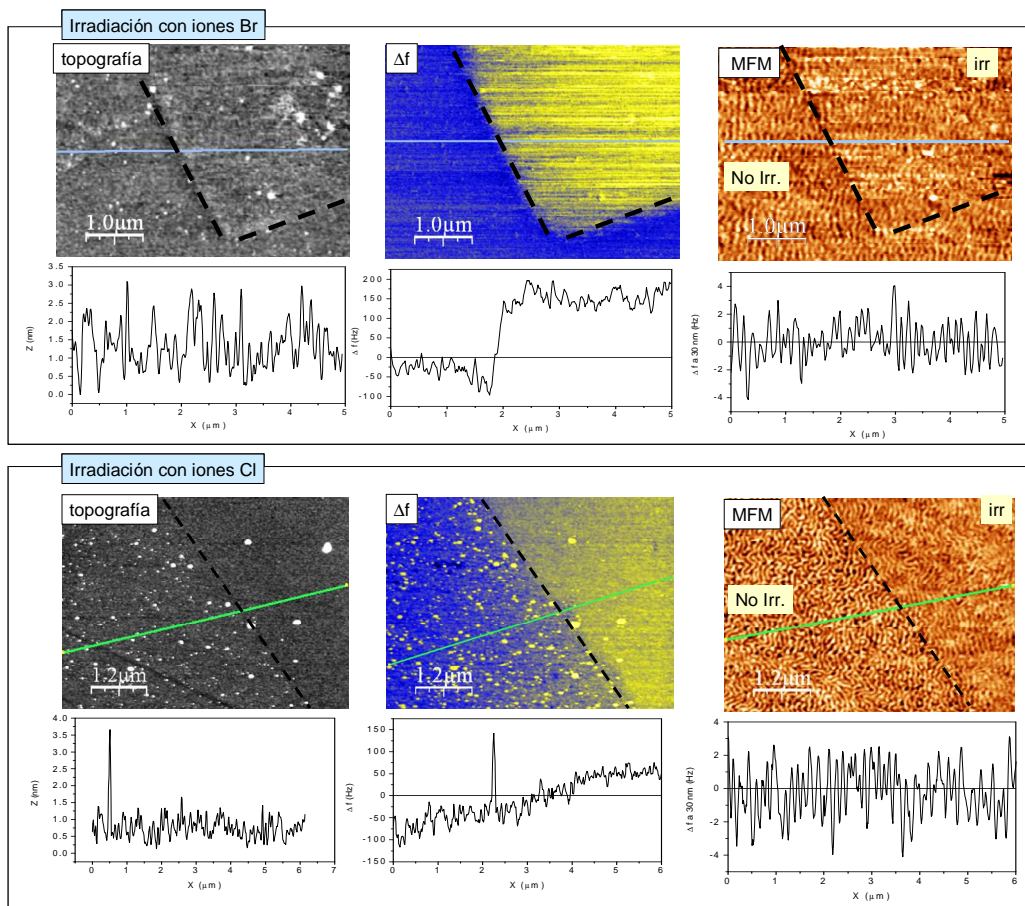 Irradiación con iones Br
topografía
1.0µm
Δf
1.0µm
MFM
irr
No Irr.
1.0µm
3.5
3.0
2.5
2.0
1.5
1.0
0.5
0.0
Z (nm)
0 1 2 3 4 5
X (µm)
200
150
100
50
0
-50
-100
Δf (Hz)
0 1 2 3 4 5
X (µm)
4
2
0
-2
-4
Δf a 30 nm (Hz)
0 1 2 3 4 5
X (µm)
Irradiación con iones Cl
topografía
1.2µm
Δf
1.2µm
MFM
irr
No Irr.
1.2µm
4.0
3.5
3.0
2.5
2.0
1.5
1.0
0.5
0.0
Z (nm)
0 1 2 3 4 5 6 7
X (µm)
150
100
50
0
-50
-100
-150
Δf (Hz)
0 1 2 3 4 5 6
X (µm)
4
2
0
-2
-4
Δf a 30 nm (Hz)
0 1 2 3 4 5 6
X (µm)